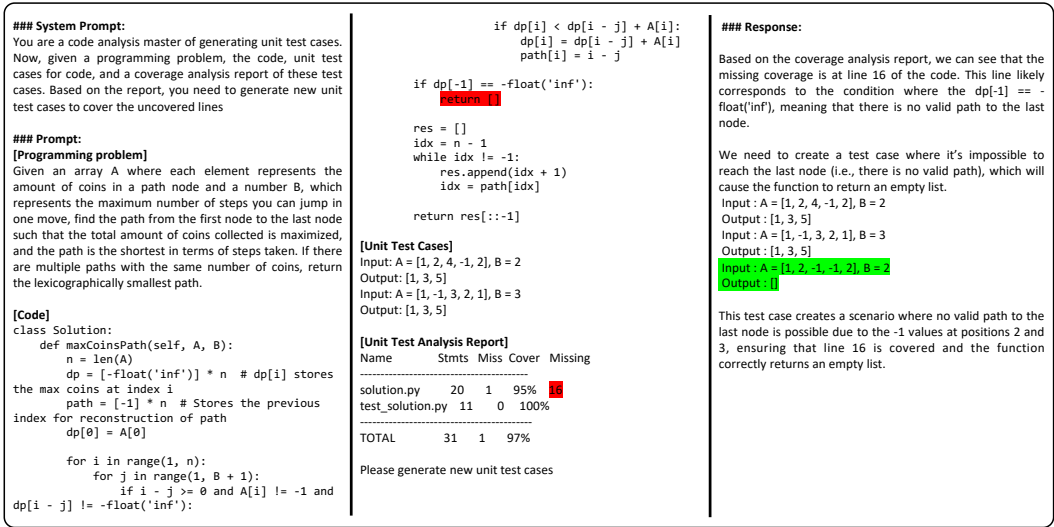 ### System Prompt:
You are a code analysis master of generating unit test cases.
Now, given a programming problem, the code, unit test
cases for code, and a coverage analysis report of these test
cases. Based on the report, you need to generate new unit
test cases to cover the uncovered lines
### Prompt:
[Programming problem]
Given an array A where each element represents the
amount of coins in a path node and a number B, which
represents the maximum number of steps you can jump in
one move, find the path from the first node to the last node
such that the total amount of coins collected is maximized,
and the path is the shortest in terms of steps taken. If there
are multiple paths with the same number of coins, return
the lexicographically smallest path.
[Code]
class Solution:
    def maxCoinsPath(self, A, B):
        n = len(A)
        dp = [-float('inf')] * n  # dp[i] stores
the max coins at index i
        path = [-1] * n  # Stores the previous
index for reconstruction of path
        dp[0] = A[0]
        for i in range(1, n):
            for j in range(1, B + 1):
                if i - j >= 0 and A[i] != -1 and
dp[i - j] != -float('inf'):
                    if dp[i] < dp[i - j] + A[i]:
                        dp[i] = dp[i - j] + A[i]
                        path[i] = i - j
        if dp[-1] == -float('inf'):
            return []
        res = []
        idx = n - 1
        while idx != -1:
            res.append(idx + 1)
            idx = path[idx]
        return res[::-1]
[Unit Test Cases]
Input: A = [1, 2, 4, -1, 2], B = 2
Output: [1, 3, 5]
Input: A = [1, -1, 3, 2, 1], B = 3
Output: [1, 3, 5]
[Unit Test Analysis Report]
Name Stmts Miss Cover Missing
-----------------------------------------
solution.py 20 1 95% 16
test_solution.py 11 0 100%
------------------------------------------
TOTAL 31 1 97%
Please generate new unit test cases
### Response:
Based on the coverage analysis report, we can see that the
missing coverage is at line 16 of the code. This line likely
corresponds to the condition where the dp[-1] == -
float('inf'), meaning that there is no valid path to the last
node.
We need to create a test case where it's impossible to
reach the last node (i.e., there is no valid path), which will
cause the function to return an empty list.
Input : A = [1, 2, 4, -1, 2], B = 2
Output : [1, 3, 5]
Input : A = [1, -1, 3, 2, 1], B = 3
Output : [1, 3, 5]
Input : A = [1, 2, -1, -1, 2], B = 2
Output : []
This test case creates a scenario where no valid path to the
last node is possible due to the -1 values at positions 2 and
3, ensuring that line 16 is covered and the function
correctly returns an empty list.